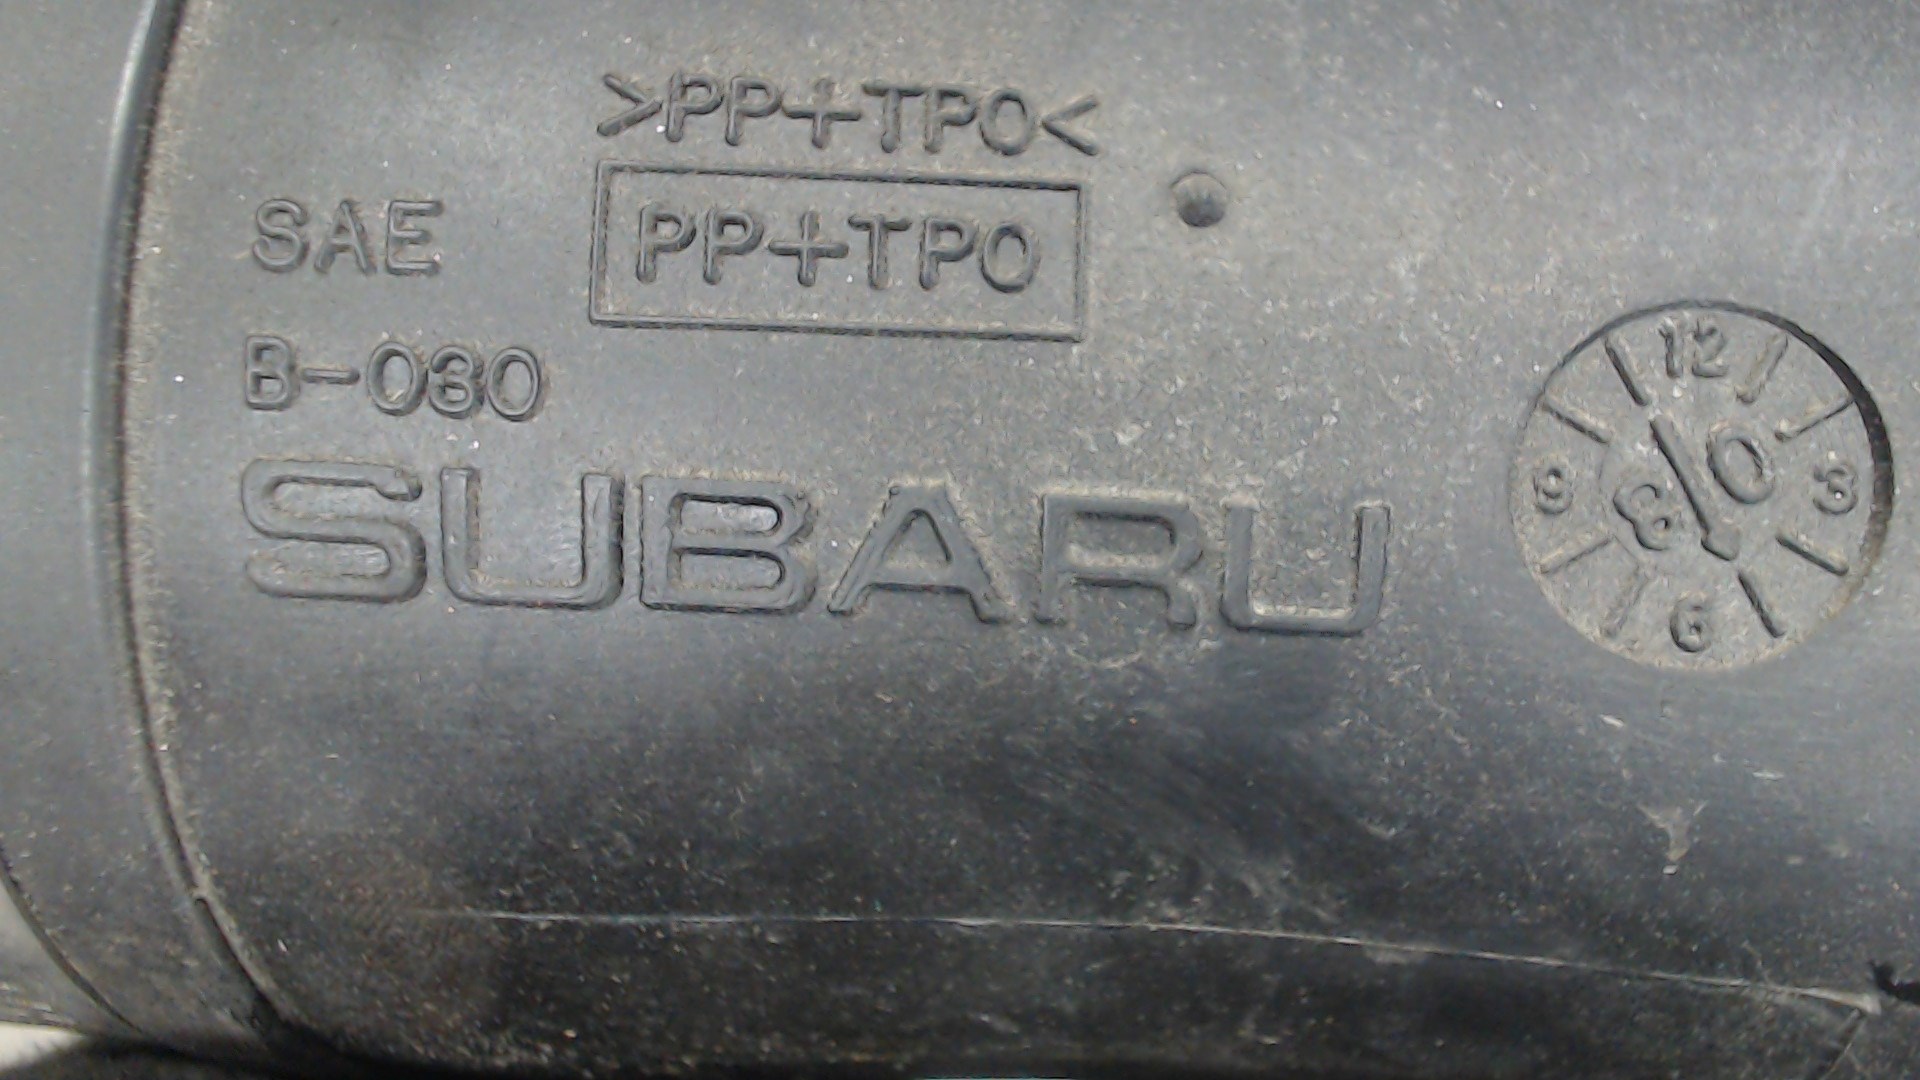 >PP+TPO<
PP+TPO
SAE
B-030
SUBARU
12
3
6
9
0
8